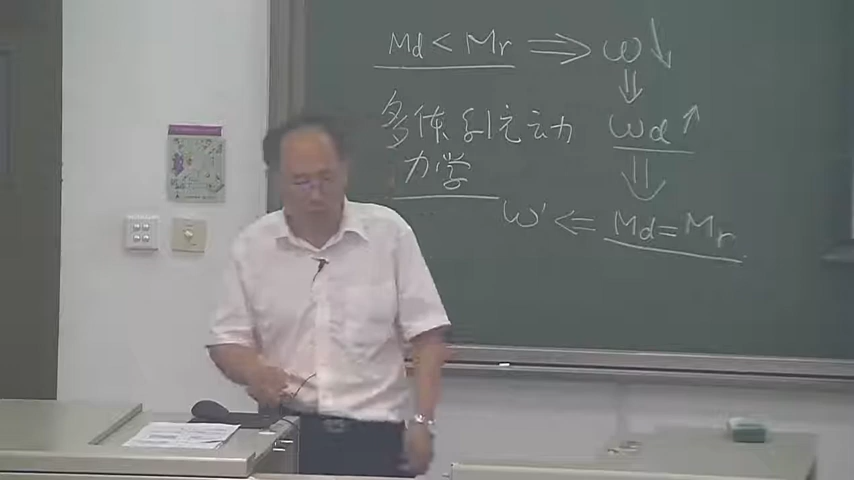 Md < Mr ⇒ ω ↓
⇓
多体系统动 ωd ↑
力学
⇓
ω' ⇐ Md = Mr